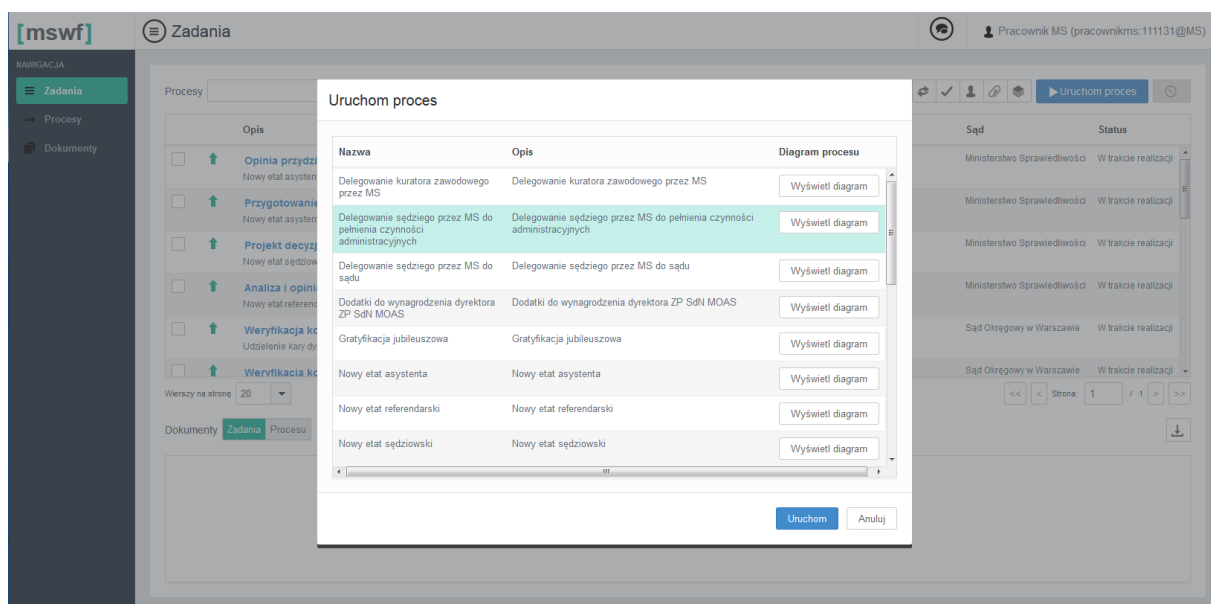 [mswf]
Zadania
Pracownik MS (pracownikms:111131@MS)
NAWIGACJA
Zadania
Procesy
Dokumenty
Procesy
Uruchom proces
Opis
Sąd
Status
Opinia przydzi
Nowy etat asysten
Ministerstwo Sprawiedliwości
W trakcie realizacji
Przygotowanie
Nowy etat asysten
Ministerstwo Sprawiedliwości
W trakcie realizacji
Projekt decyzj
Nowy etat sędziow
Ministerstwo Sprawiedliwości
W trakcie realizacji
Analiza i opini
Nowy etat referenc
Ministerstwo Sprawiedliwości
W trakcie realizacji
Weryfikacja ko
Udzielenie kary dy
Sąd Okręgowy w Warszawie
W trakcie realizacji
Weryfikacja ko
Sąd Okręgowy w Warszawie
W trakcie realizacji
Wierszy na stronę
20
<< < Strona: 1 / 1 > >>
Dokumenty
Zadania
Procesu
Uruchom proces
Nazwa
Opis
Diagram procesu
Delegowanie kuratora zawodowego
przez MS
Delegowanie kuratora zawodowego przez MS
Wyświetl diagram
Delegowanie sędziego przez MS do
pełnienia czynności
administracyjnych
Delegowanie sędziego przez MS do pełnienia czynności
administracyjnych
Wyświetl diagram
Delegowanie sędziego przez MS do
sądu
Delegowanie sędziego przez MS do sądu
Wyświetl diagram
Dodatki do wynagrodzenia dyrektora
ZP SdN MOAS
Dodatki do wynagrodzenia dyrektora ZP SdN MOAS
Wyświetl diagram
Gratyfikacja jubileuszowa
Gratyfikacja jubileuszowa
Wyświetl diagram
Nowy etat asystenta
Nowy etat asystenta
Wyświetl diagram
Nowy etat referendarski
Nowy etat referendarski
Wyświetl diagram
Nowy etat sędziowski
Nowy etat sędziowski
Wyświetl diagram
Uruchom
Anuluj